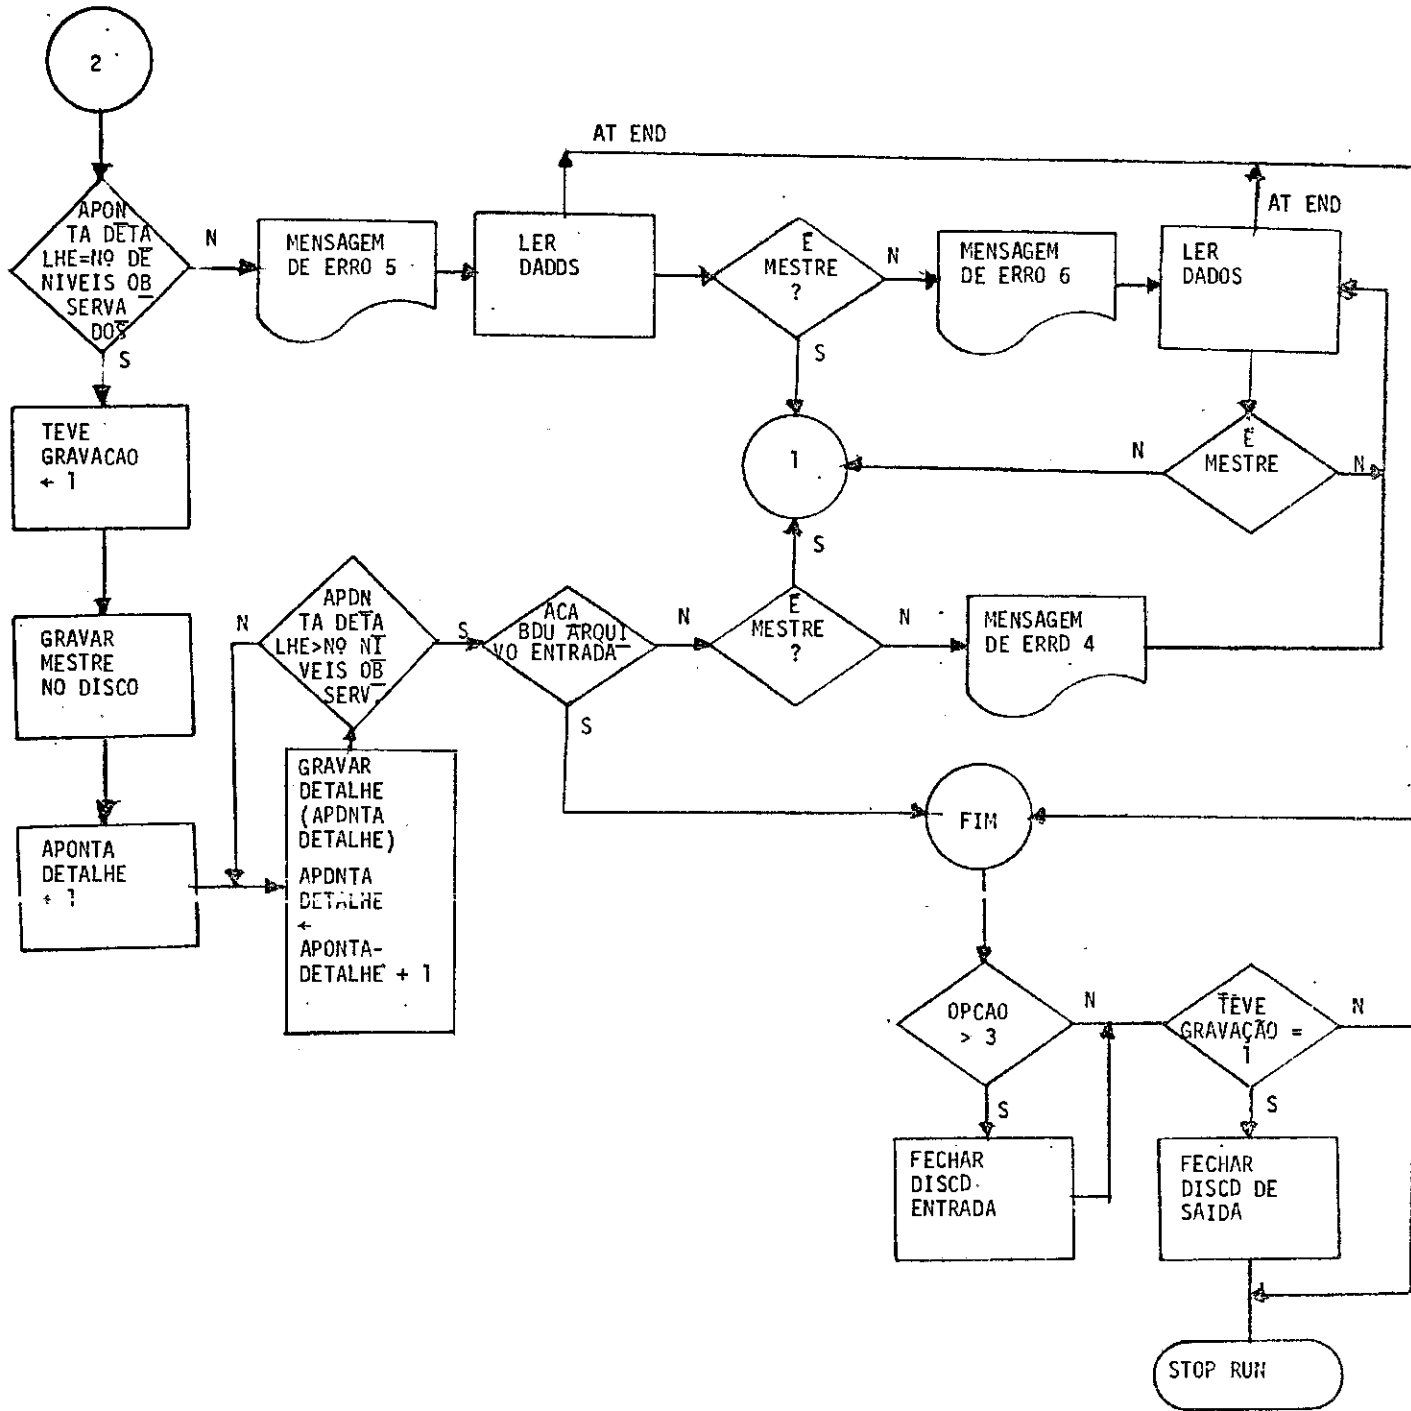 2
AT END
APON
TA DETA
LHE=Nº DE
NIVEIS OB
SERVA
DOS
N
MENSAGEM
DE ERRO 5
LER
DADDS
E
MESTRE
?
N
MENSAGEM
DE ERRO 6
AT END
LER
DADOS
S
S
TEVE
GRAVACAO
← 1
1
N
E
MESTRE
N
S
GRAVAR
MESTRE
NO DISCO
N
APDN
TA DETA
LHE>Nº NI
VEIS OB
SERV.
S
ACA
BDU ARQUI
VO ENTRADA
N
E
MESTRE
?
N
MENSAGEM
DE ERRD 4
S
APONTA
DETALHE
+ 1
GRAVAR
DETALHE
(APDNTA
DETALHE)
APDNTA
DETALHE
←
APONTA-
DETALHE + 1
FIM
OPCAO
> 3
N
TEVE
GRAVAÇÃO =
1
N
S
S
FECHAR
DISCD
ENTRADA
FECHAR
DISCD DE
SAIDA
STOP RUN